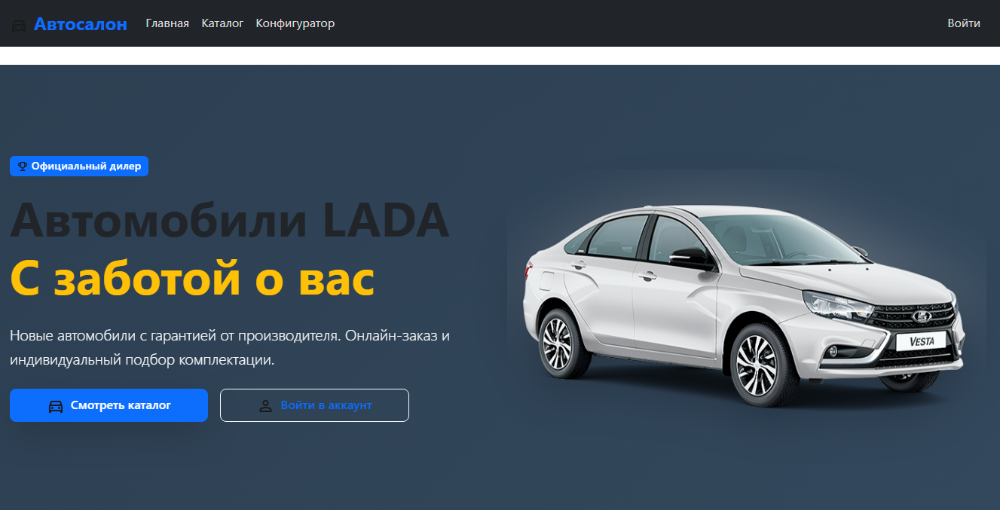 Автосалон Главная Каталог Конфигуратор Войти
Официальный дилер
Автомобили LADA
С заботой о вас
Новые автомобили с гарантией от производителя. Онлайн-заказ и
индивидуальный подбор комплектации.
Смотреть каталог Войти в аккаунт
VESTA